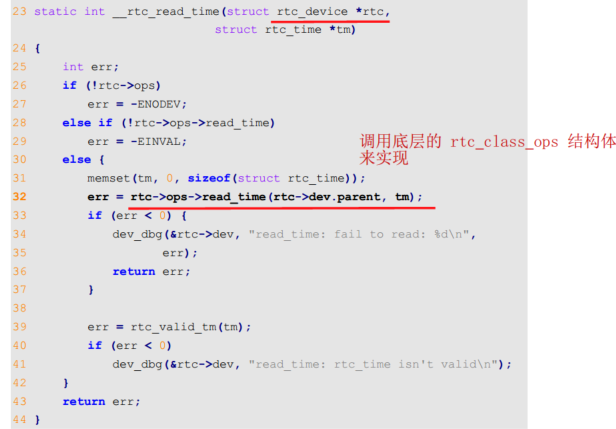 23 static int __rtc_read_time(struct rtc_device *rtc,
struct rtc_time *tm)
24 {
25     int err;
26     if (!rtc->ops)
27         err = -ENODEV;
28     else if (!rtc->ops->read_time)
29         err = -EINVAL;
调用底层的 rtc_class_ops 结构体
来实现
30     else {
31         memset(tm, 0, sizeof(struct rtc_time));
32         err = rtc->ops->read_time(rtc->dev.parent, tm);
33         if (err < 0) {
34             dev_dbg(&rtc->dev, "read_time: fail to read: %d\n",
35                     err);
36             return err;
37         }
38
39         err = rtc_valid_tm(tm);
40         if (err < 0)
41             dev_dbg(&rtc->dev, "read_time: rtc_time isn't valid\n");
42     }
43     return err;
44 }